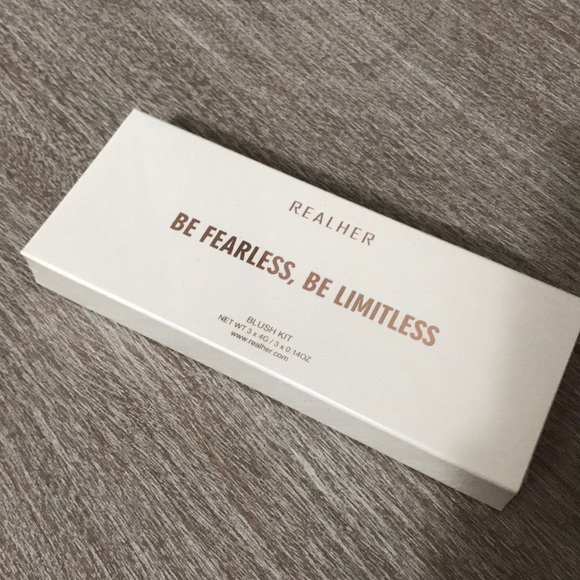 REALHER
BE FEARLESS, BE LIMITLESS
BLUSH KIT
NET WT 3 x 4G / 3 x 0.14OZ
www.realher.com